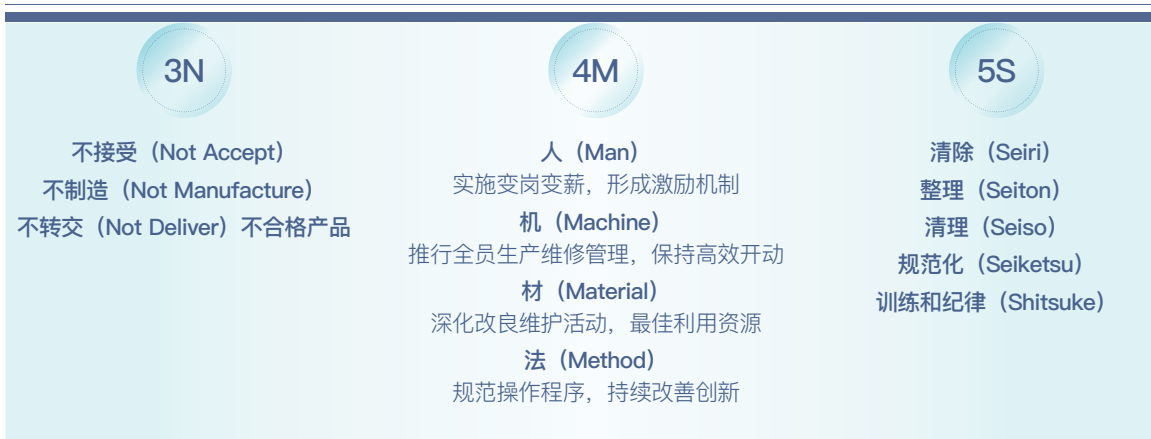 3N
不接受（Not Accept）
不制造（Not Manufacture）
不转交（Not Deliver）不合格产品
4M
人（Man）
实施变岗变薪，形成激励机制
机（Machine）
推行全员生产维修管理，保持高效开动
材（Material）
深化改良维护活动，最佳利用资源
法（Method）
规范操作程序，持续改善创新
5S
清除（Seiri）
整理（Seiton）
清理（Seiso）
规范化（Seiketsu）
训练和纪律（Shitsuke）